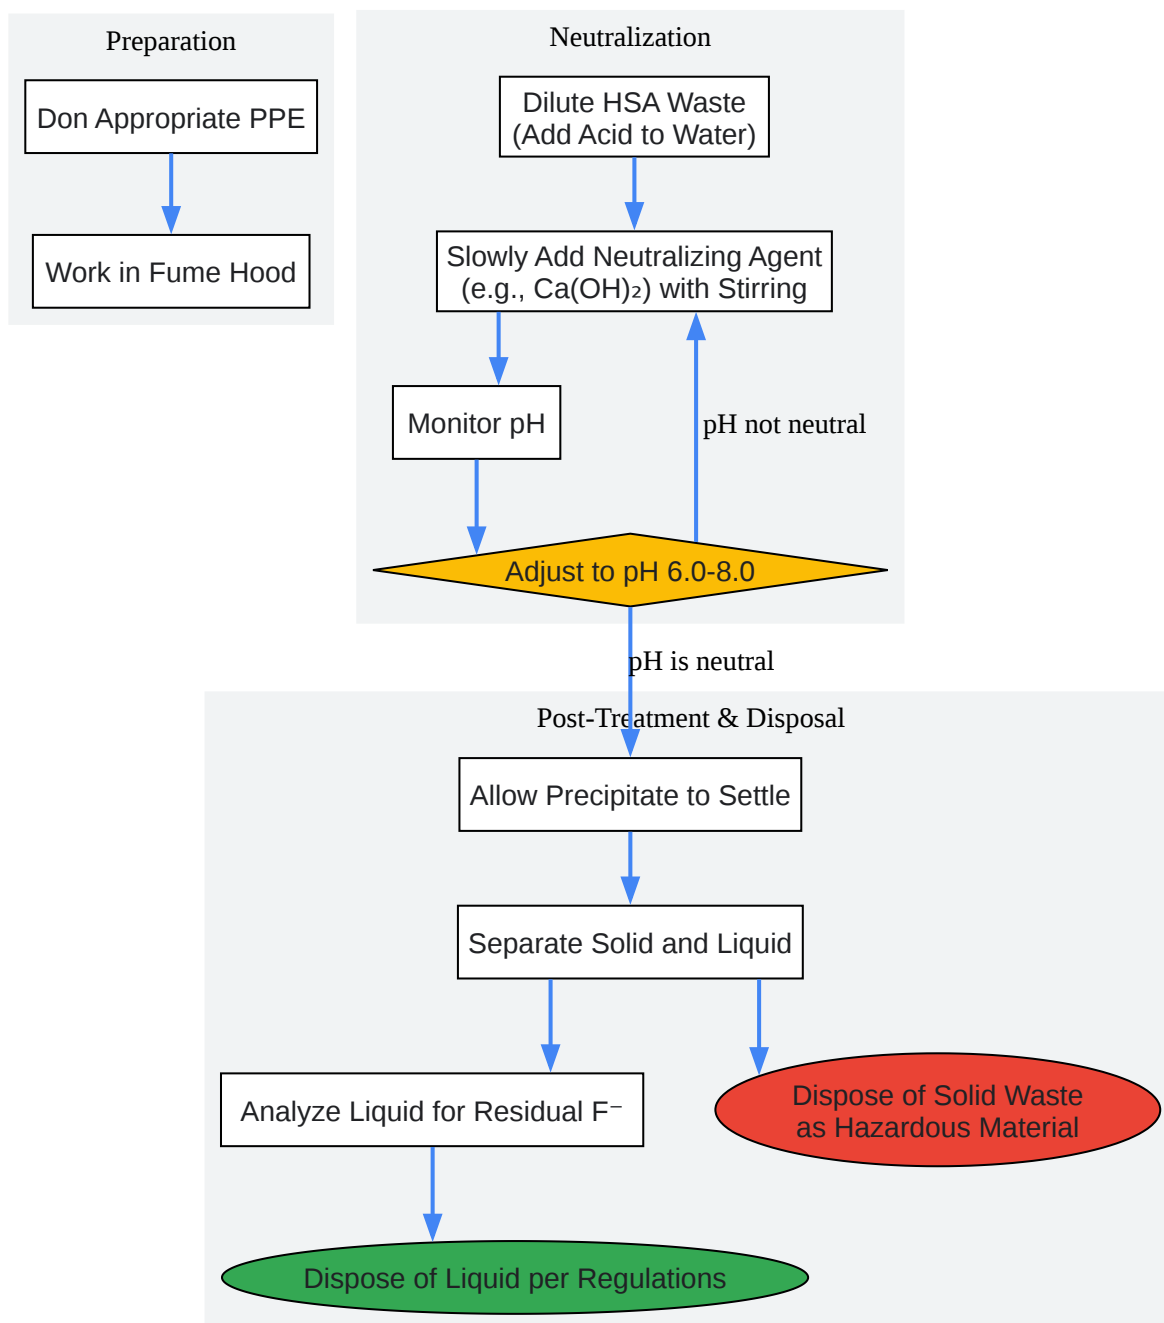 Preparation
Don Appropriate PPE
Work in Fume Hood
Neutralization
Dilute HSA Waste
(Add Acid to Water)
Slowly Add Neutralizing Agent
(e.g., Ca(OH)₂) with Stirring
Monitor pH
pH not neutral
Adjust to pH 6.0-8.0
pH is neutral
Post-Treatment & Disposal
Allow Precipitate to Settle
Separate Solid and Liquid
Analyze Liquid for Residual F⁻
Dispose of Solid Waste
as Hazardous Material
Dispose of Liquid per Regulations